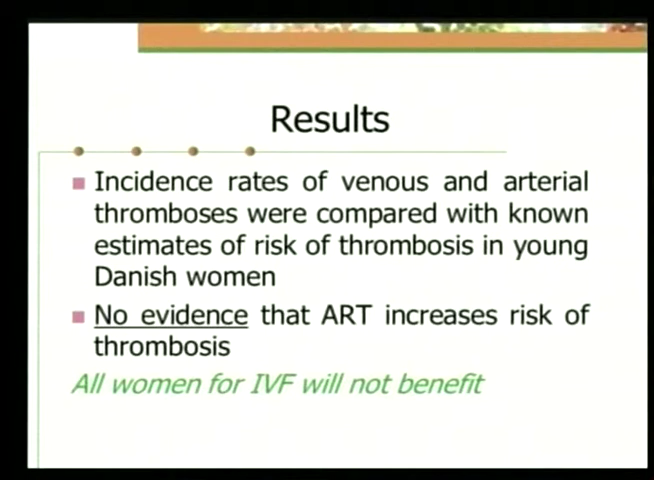 Results
Incidence rates of venous and arterial
thromboses were compared with known
estimates of risk of thrombosis in young
Danish women
No evidence that ART increases risk of
thrombosis
All women for IVF will not benefit